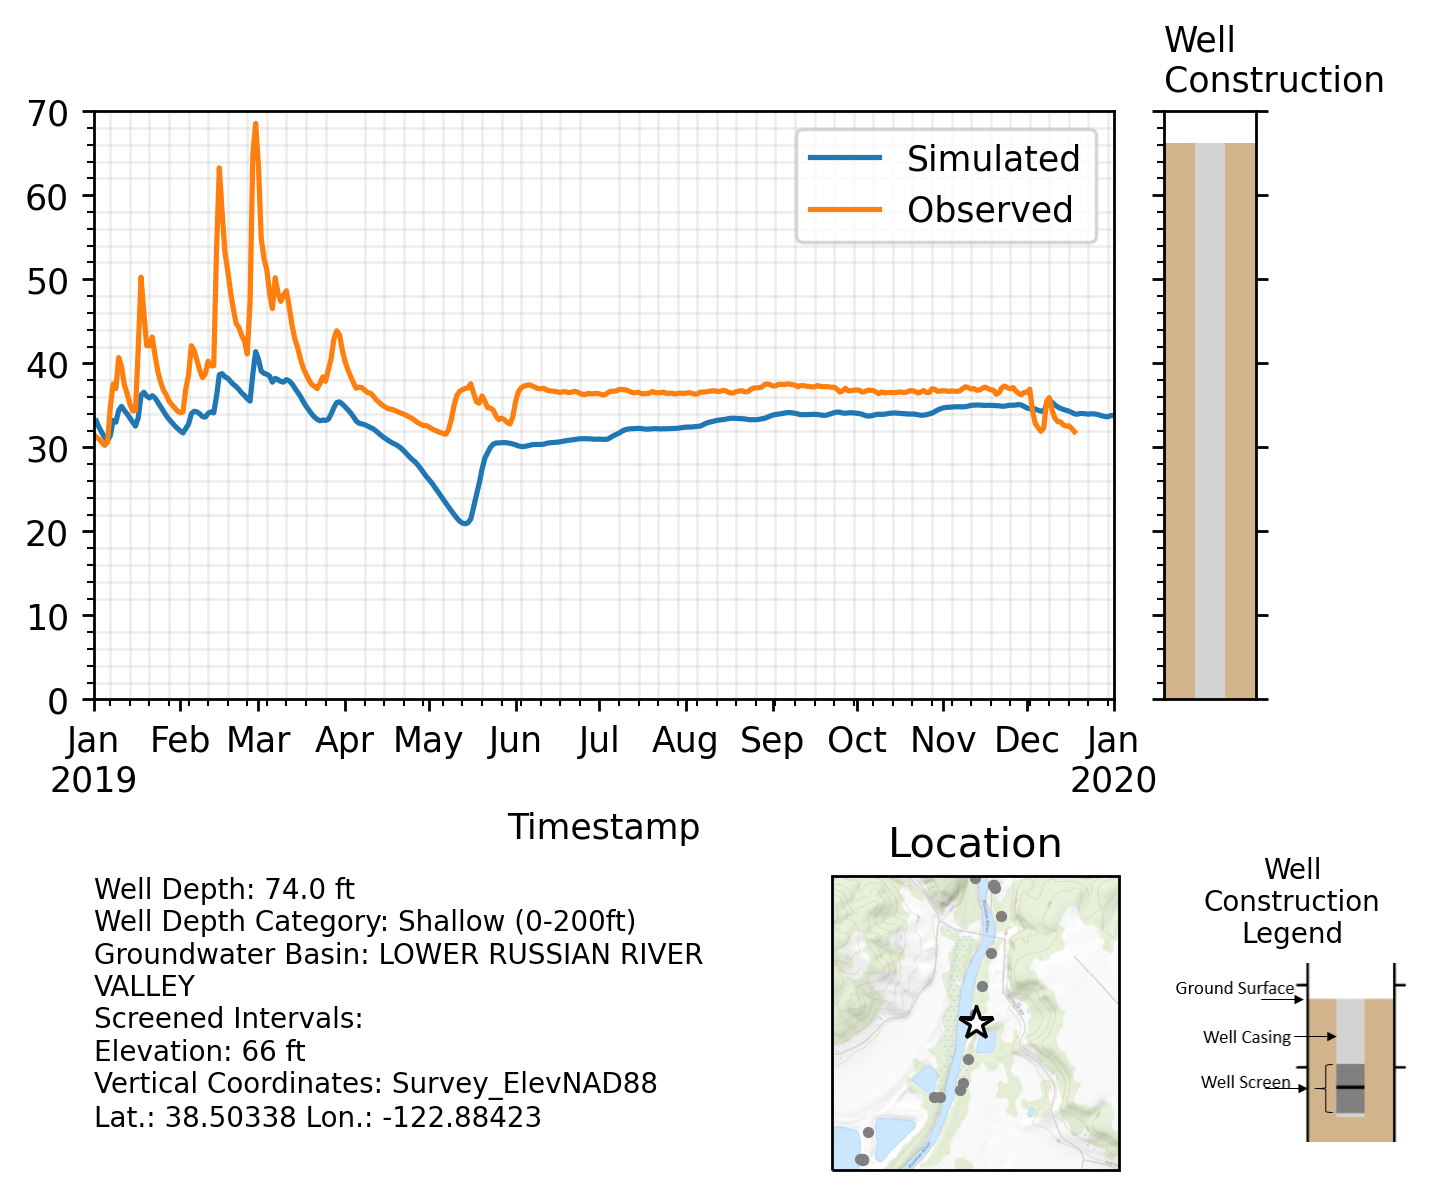 Well
Construction
70
60
50
40
30
20
10
0
Simulated
Observed
Jan Feb Mar Apr May Jun Jul Aug Sep Oct Nov Dec Jan
2019 2020
Timestamp
Well Depth: 74.0 ft
Well Depth Category: Shallow (0-200ft)
Groundwater Basin: LOWER RUSSIAN RIVER
VALLEY
Screened Intervals:
Elevation: 66 ft
Vertical Coordinates: Survey_ElevNAD88
Lat.: 38.50338 Lon.: -122.88423
Location
Well
Construction
Legend
Ground Surface
Well Casing
Well Screen